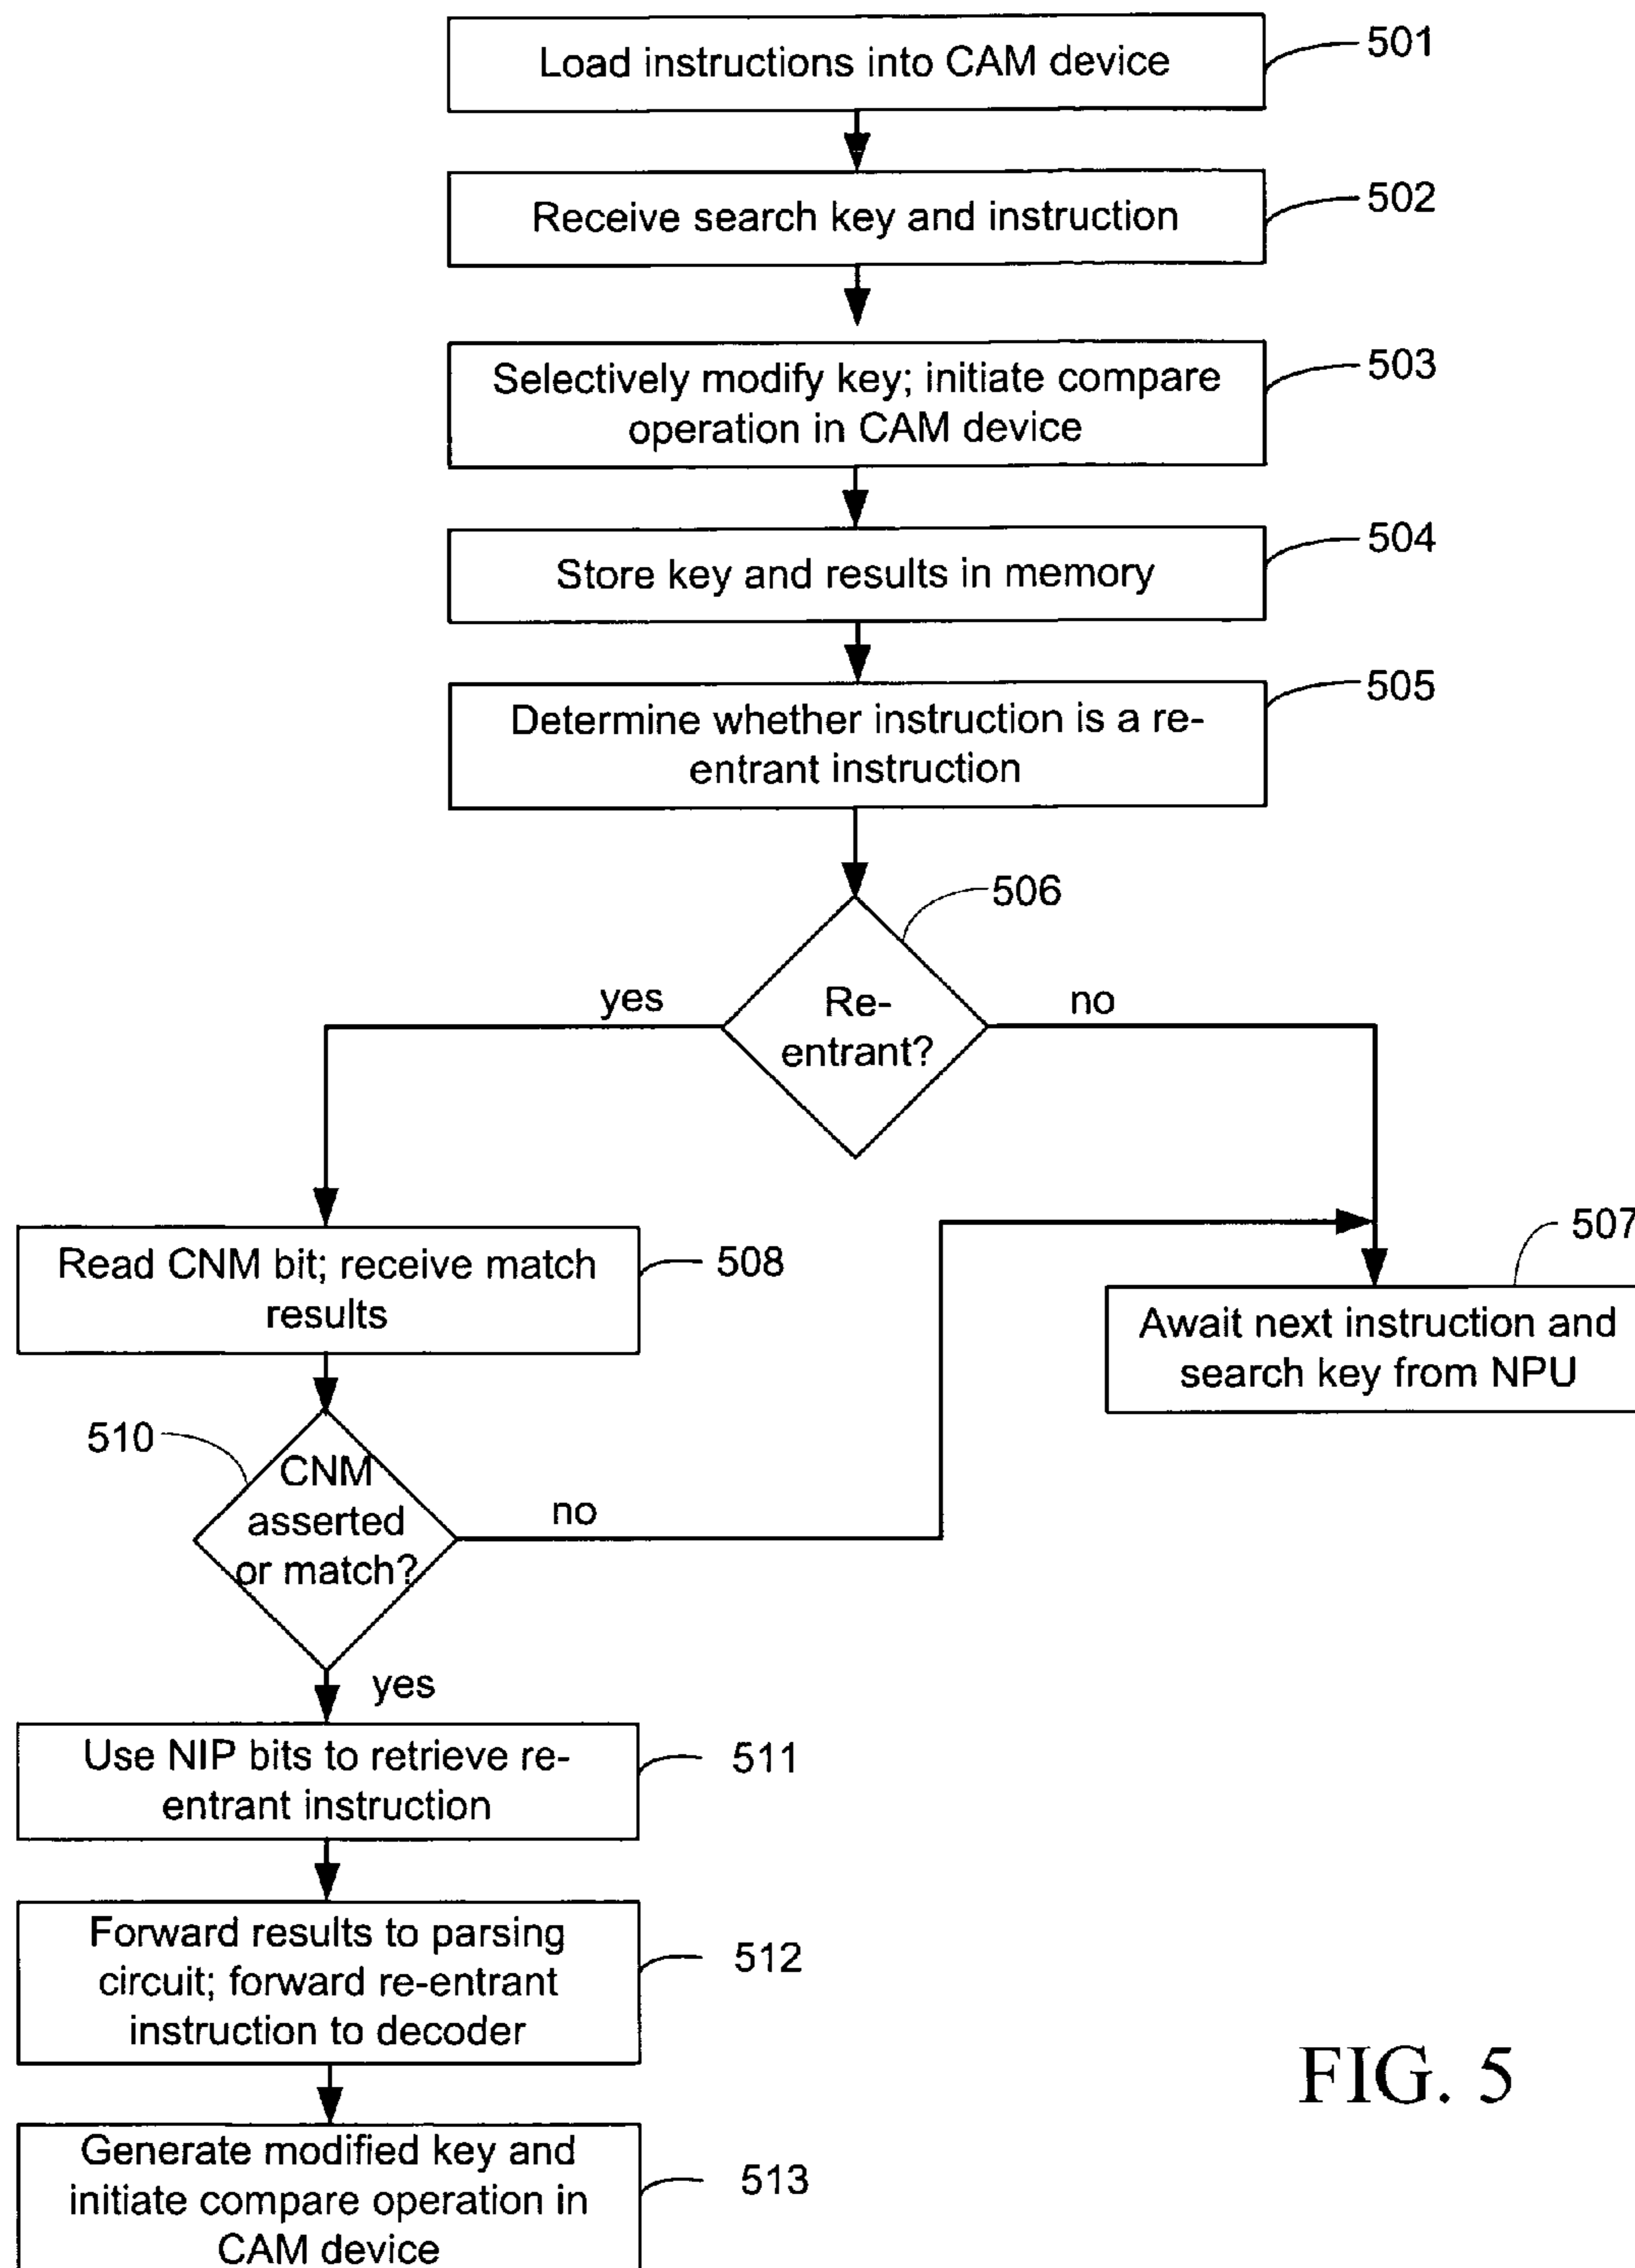 Load instructions into CAM device
501
Receive search key and instruction
502
Selectively modify key; initiate compare
operation in CAM device
503
Store key and results in memory
504
Determine whether instruction is a re-
entrant instruction
505
506
Re-
entrant?
yes
no
Read CNM bit; receive match
results
508
507
Await next instruction and
search key from NPU
510
CNM
asserted
or match?
no
yes
Use NIP bits to retrieve re-
entrant instruction
511
Forward results to parsing
circuit; forward re-entrant
instruction to decoder
512
Generate modified key and
initiate compare operation in
CAM device
513
FIG. 5